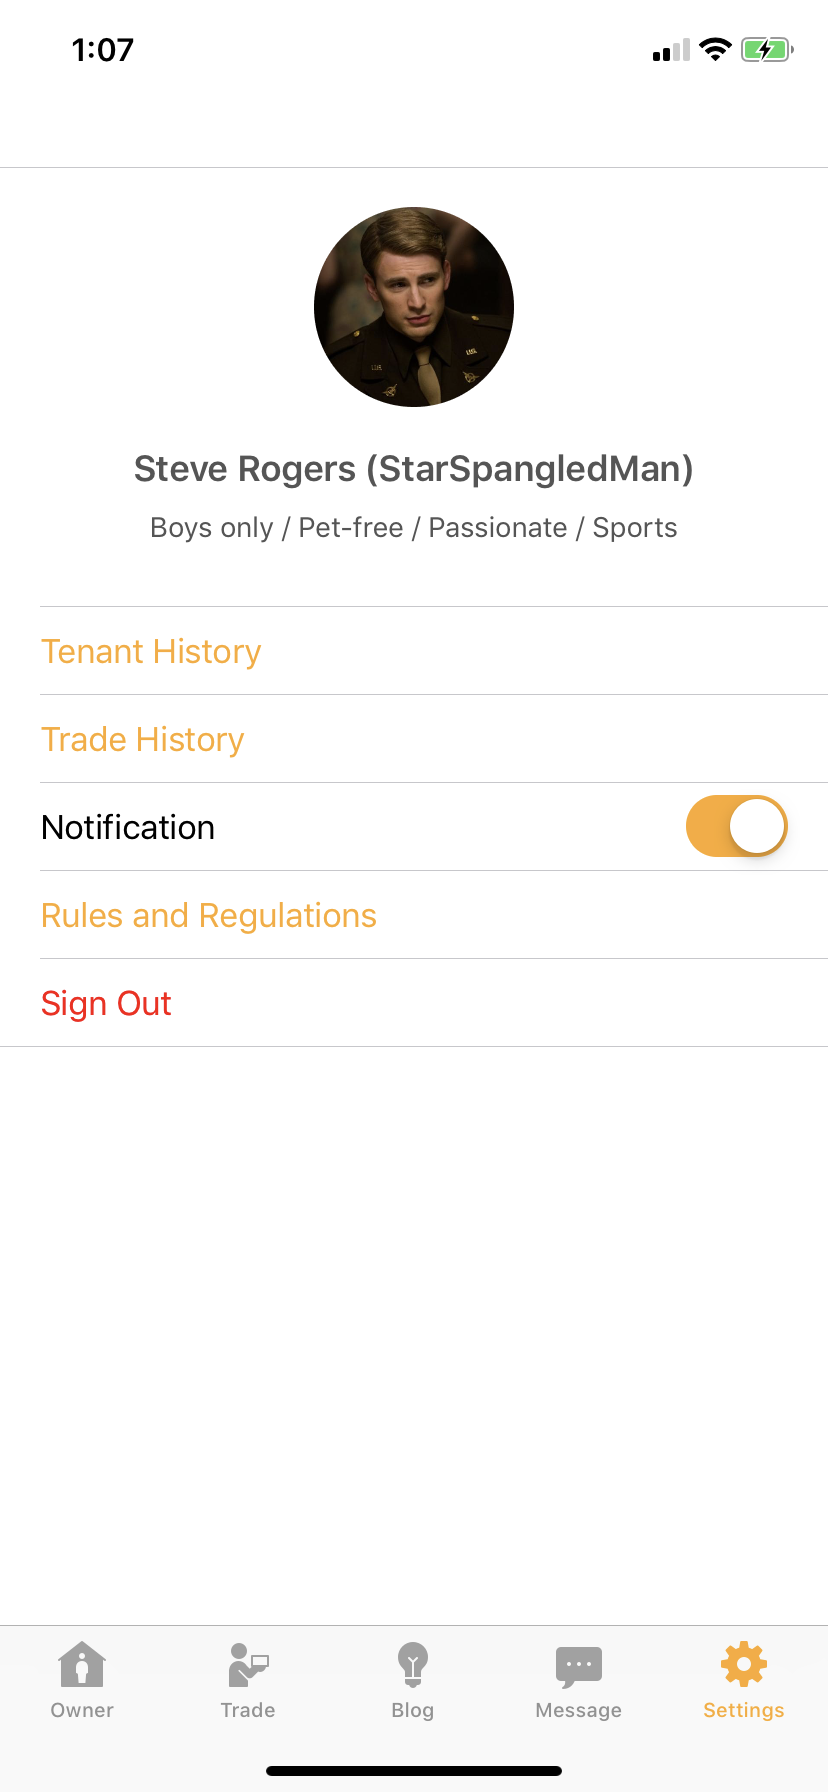 1:07
Steve Rogers (StarSpangledMan)
Boys only / Pet-free / Passionate / Sports
Tenant History
Trade History
Notification
Rules and Regulations
Sign Out
Owner
Trade
Blog
Message
Settings